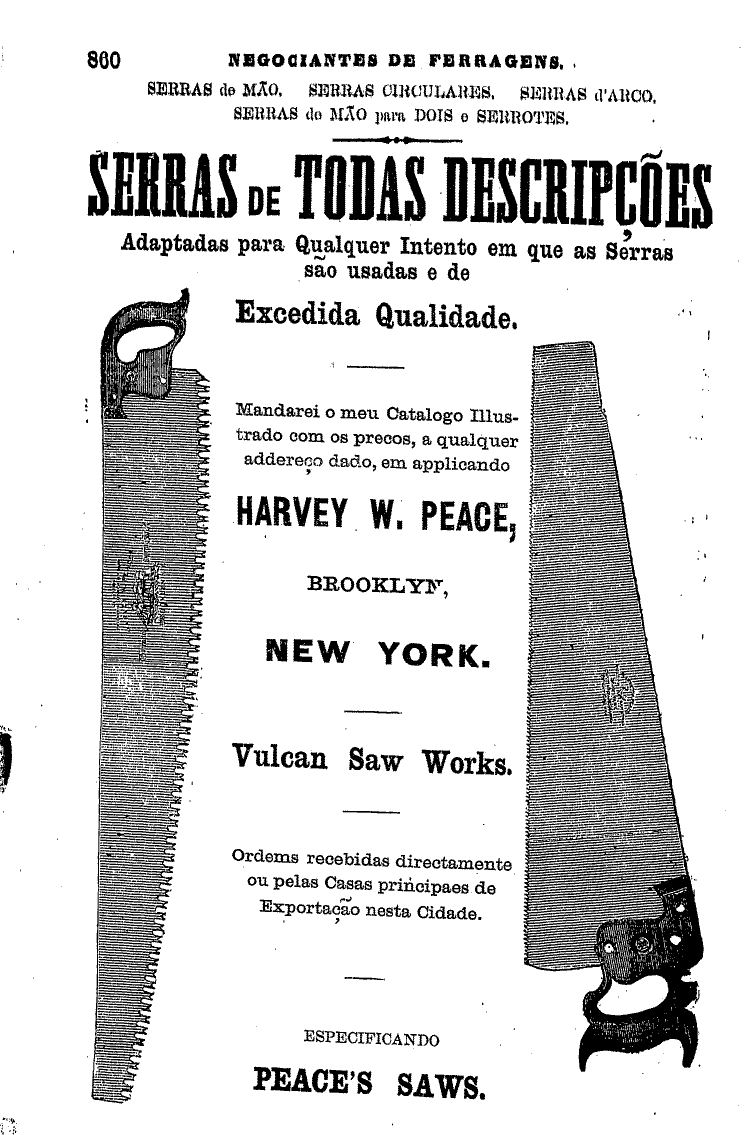 860 NEGOCIANTES DE FERRAGENS.
SERRAS de MÃO. SERRAS CIRCULARES. SERRAS d'ARCO.
SERRAS de MÃO para DOIS e SERROTES.
SERRAS DE TODAS DESCRIPÇÕES
Adaptadas para Qualquer Intento em que as Serras
são usadas e de
Excedida Qualidade.
Mandarei o meu Catalogo Illus-
trado com os precos, a qualquer
addereço dado, em applicando
HARVEY W. PEACE,
BROOKLYN,
NEW YORK.
Vulcan Saw Works.
Ordems recebidas directamente
ou pelas Casas principaes de
Exportação nesta Cidade.
ESPECIFICANDO
PEACE'S SAWS.